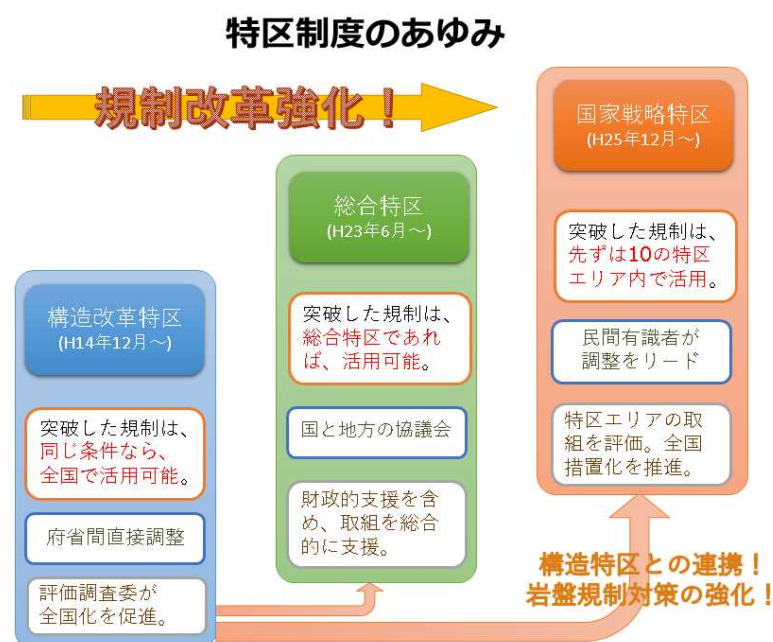 特区制度のあゆみ
規制改革強化!
構造改革特区
(H14年12月~)
突破した規制は、
同じ条件なら、
全国で活用可能。
府省間直接調整
評価調査委が
全国化を促進。
総合特区
(H23年6月~)
突破した規制は、
総合特区であれ
ば、活用可能。
国と地方の協議会
財政的支援を含
め、取組を総合
的に支援。
国家戦略特区
(H25年12月~)
突破した規制は、
先ずは10の特区
エリア内で活用。
民間有識者が
調整をリード
特区エリアの取
組を評価。全国
措置化を推進。
構造特区との連携!
岩盤規制対策の強化!